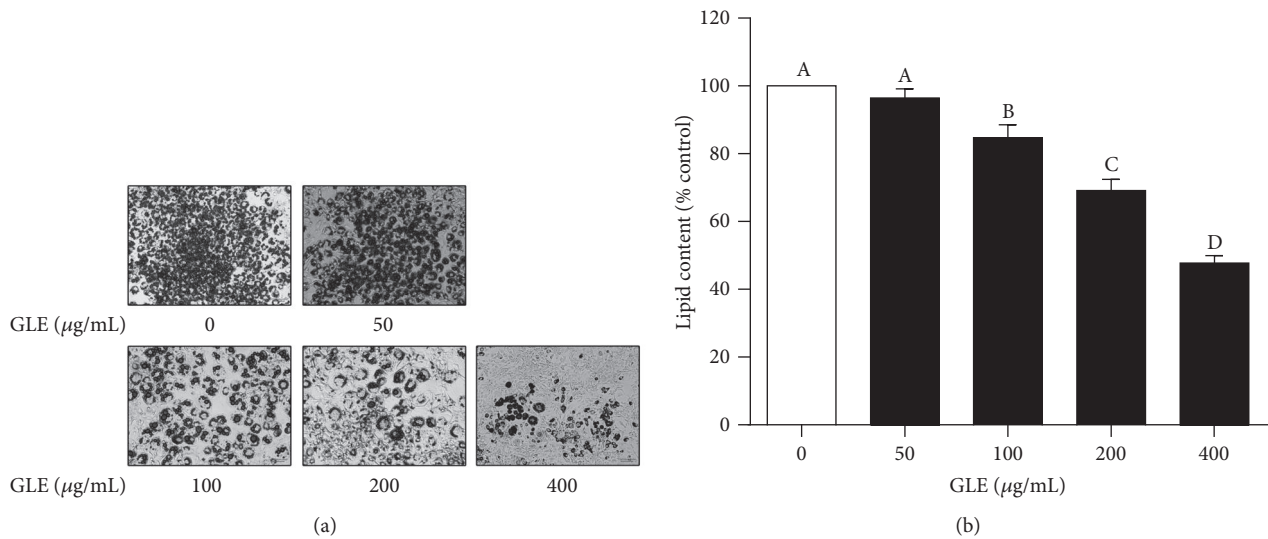 GLE (μg/mL) 0 50
GLE (μg/mL) 100 200 400
(a)
Lipid content (% control)
120
100
80
60
40
20
0
A A B C D
0 50 100 200 400
GLE (μg/mL)
(b)